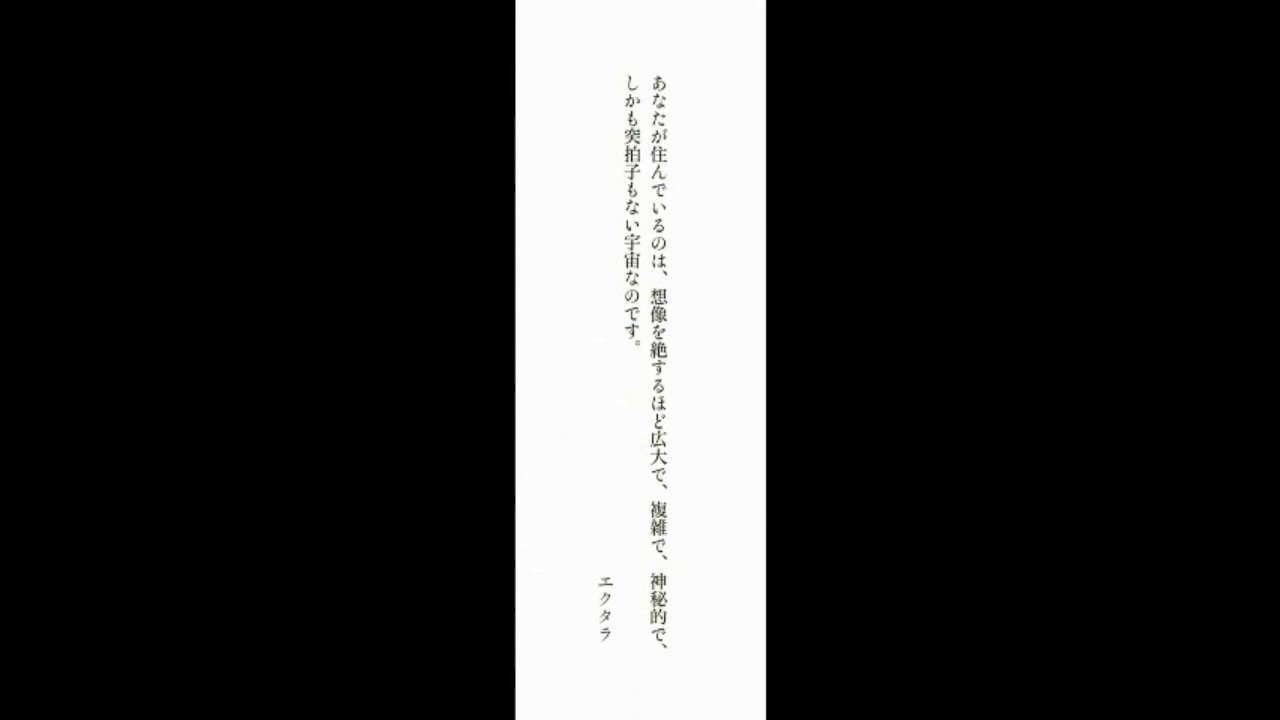 あなたが住んでいるのは、想像を絶するほど広大で、複雑で、神秘的で、
しかも突拍子もない宇宙なのです。
エクタラ